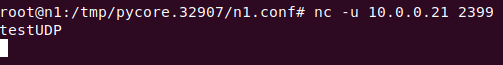 root@n1:/tmp/pycore.32907/n1.conf# nc -u 10.0.0.21 2399
testUDP